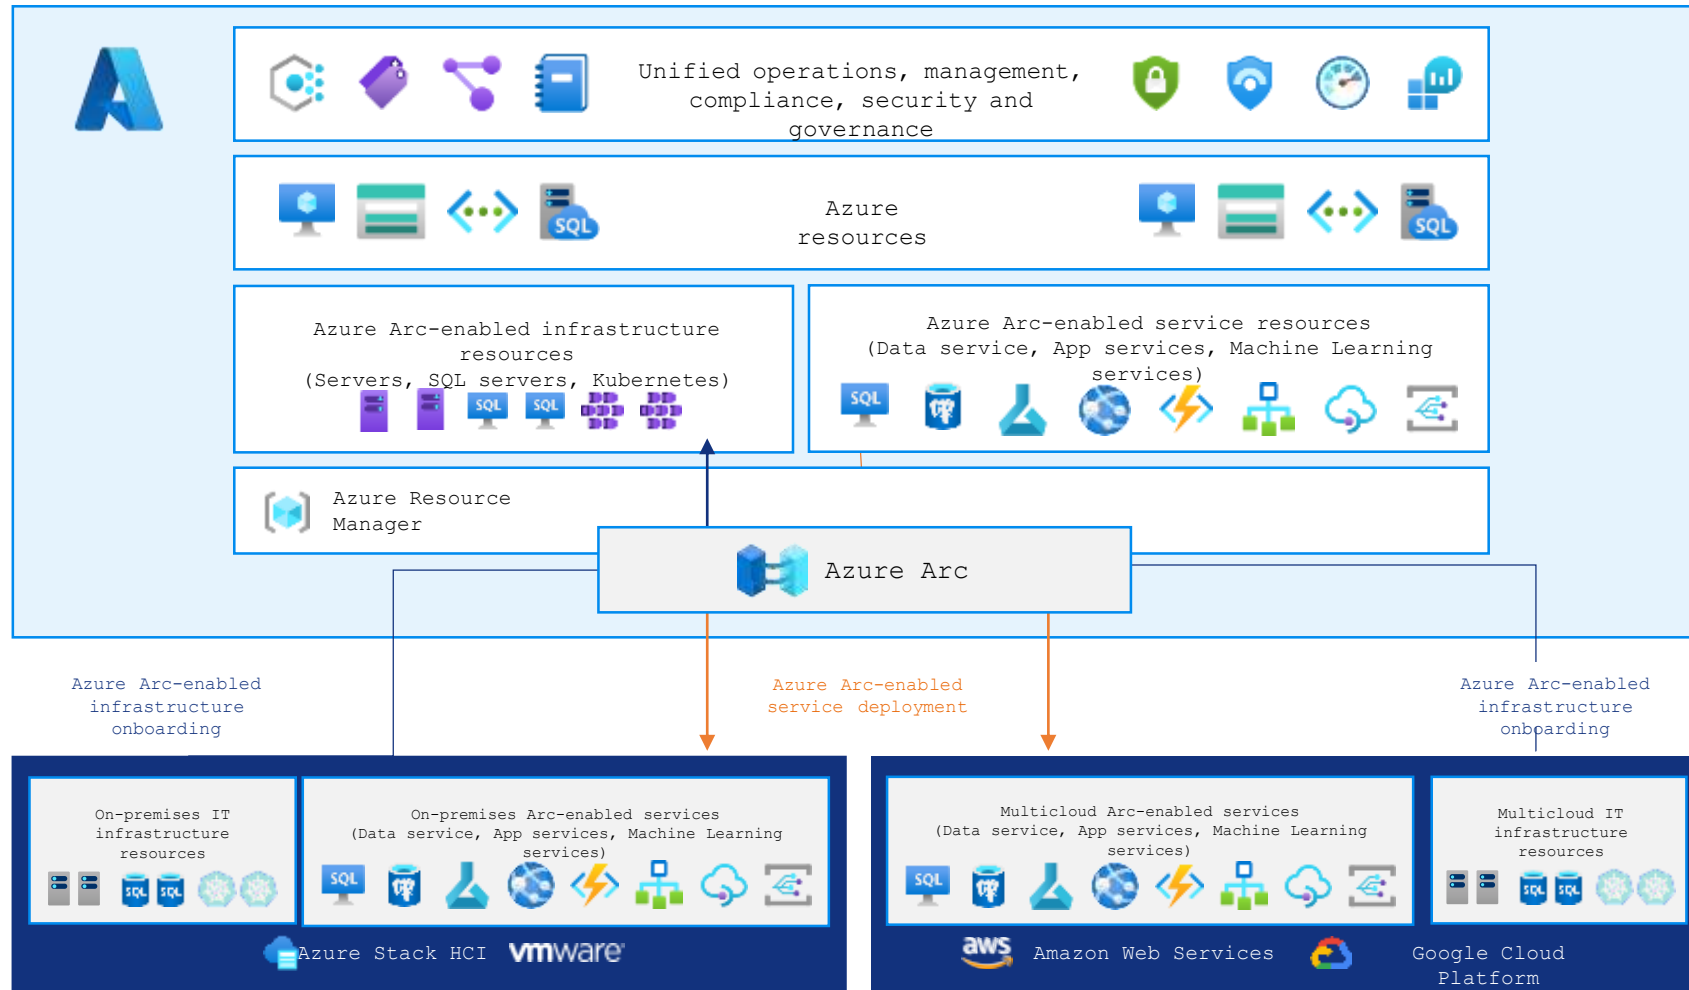 Unified operations, management,
compliance, security and
governance
Azure
resources
SQL
SQL
Azure Arc-enabled infrastructure
resources
(Servers, SQL servers, Kubernetes)
SQL
SQL
Azure Arc-enabled service resources
(Data service, App services, Machine Learning
services)
SQL
Azure Resource
Manager
Azure Arc
Azure Arc-enabled
infrastructure
onboarding
Azure Arc-enabled
service deployment
Azure Arc-enabled
infrastructure
onboarding
On-premises IT
infrastructure
resources
SQL
SQL
On-premises Arc-enabled services
(Data service, App services, Machine Learning
services)
SQL
Multicloud Arc-enabled services
(Data service, App services, Machine Learning
services)
SQL
Multicloud IT
infrastructure
resources
SQL
SQL
Azure Stack HCI
vmware
aws
Amazon Web Services
Google Cloud
Platform